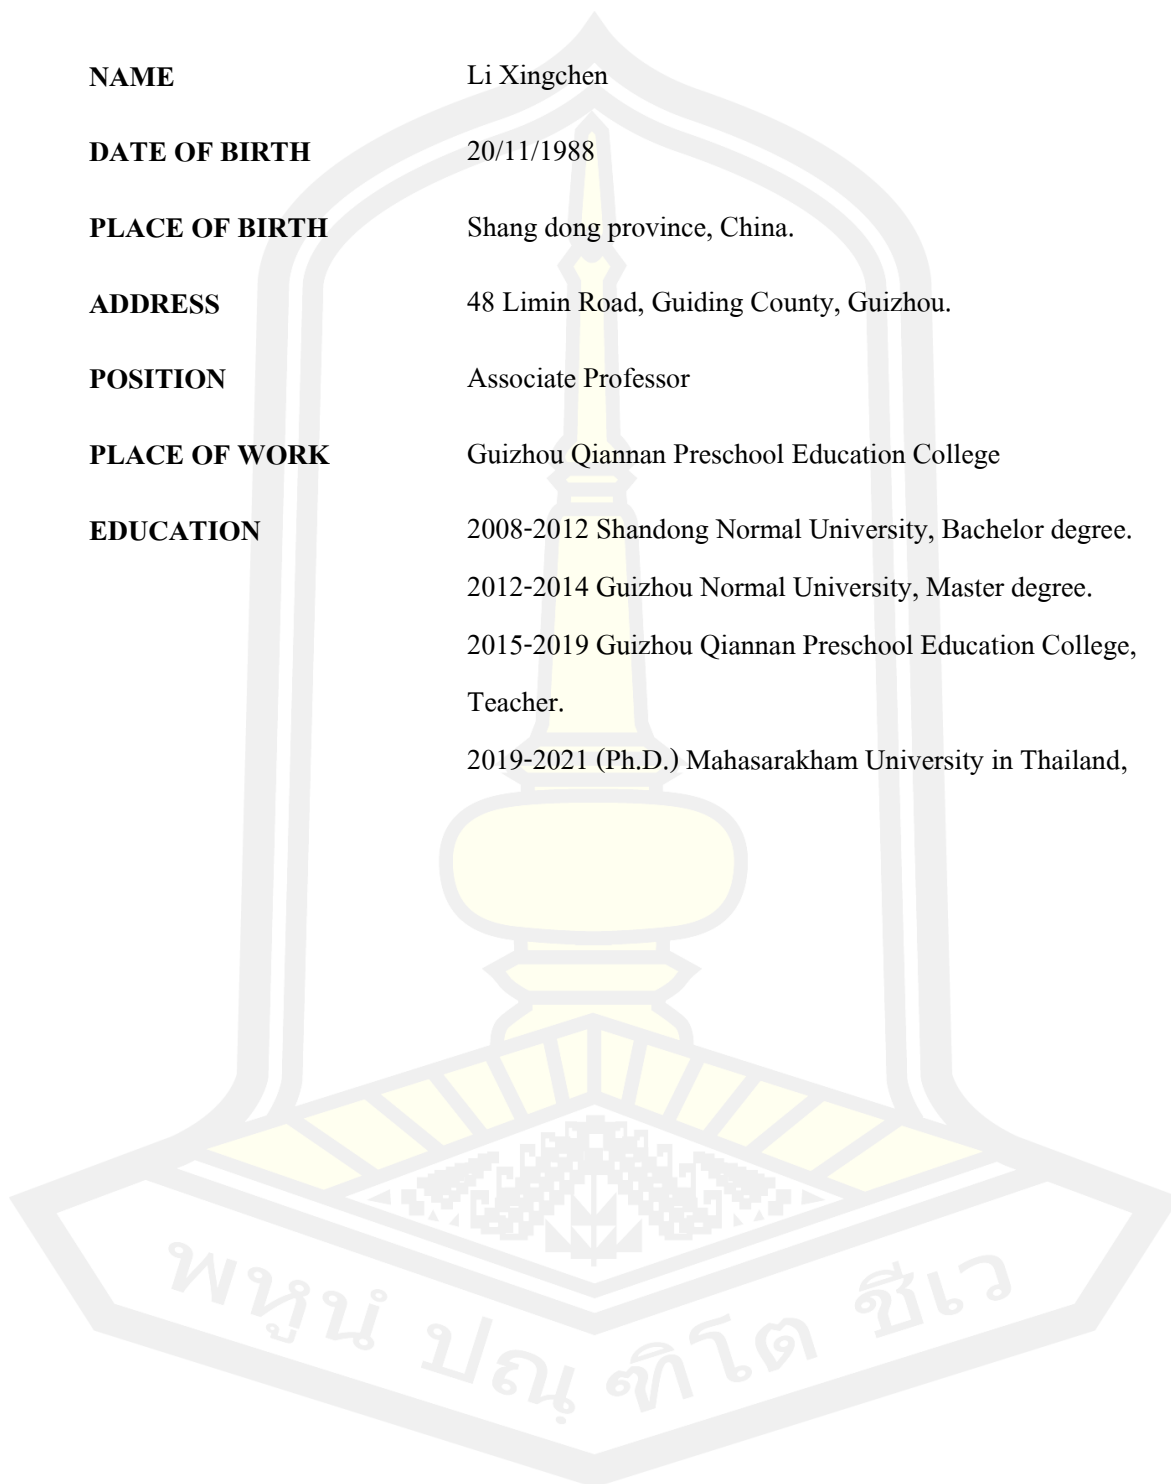 NAME Li Xingchen
DATE OF BIRTH 20/11/1988
PLACE OF BIRTH Shang dong province, China.
ADDRESS 48 Limin Road, Guiding County, Guizhou.
POSITION Associate Professor
PLACE OF WORK Guizhou Qiannan Preschool Education College
EDUCATION 2008-2012 Shandong Normal University, Bachelor degree.
2012-2014 Guizhou Normal University, Master degree.
2015-2019 Guizhou Qiannan Preschool Education College,
Teacher.
2019-2021 (Ph.D.) Mahasarakham University in Thailand,
พหูนํ ปณฺฑิโต ชีเว